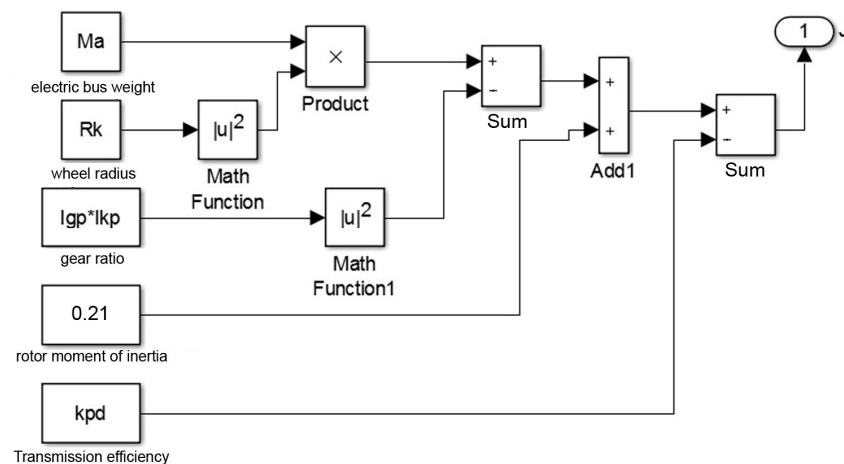 Ma
electric bus weight
Rk
wheel radius
|u|²
Math
Function
×
Product
Igp*Ikp
gear ratio
|u|²
Math
Function1
+
−
Sum
+
+
Add1
+
−
Sum
1
0.21
rotor moment of inertia
kpd
Transmission efficiency